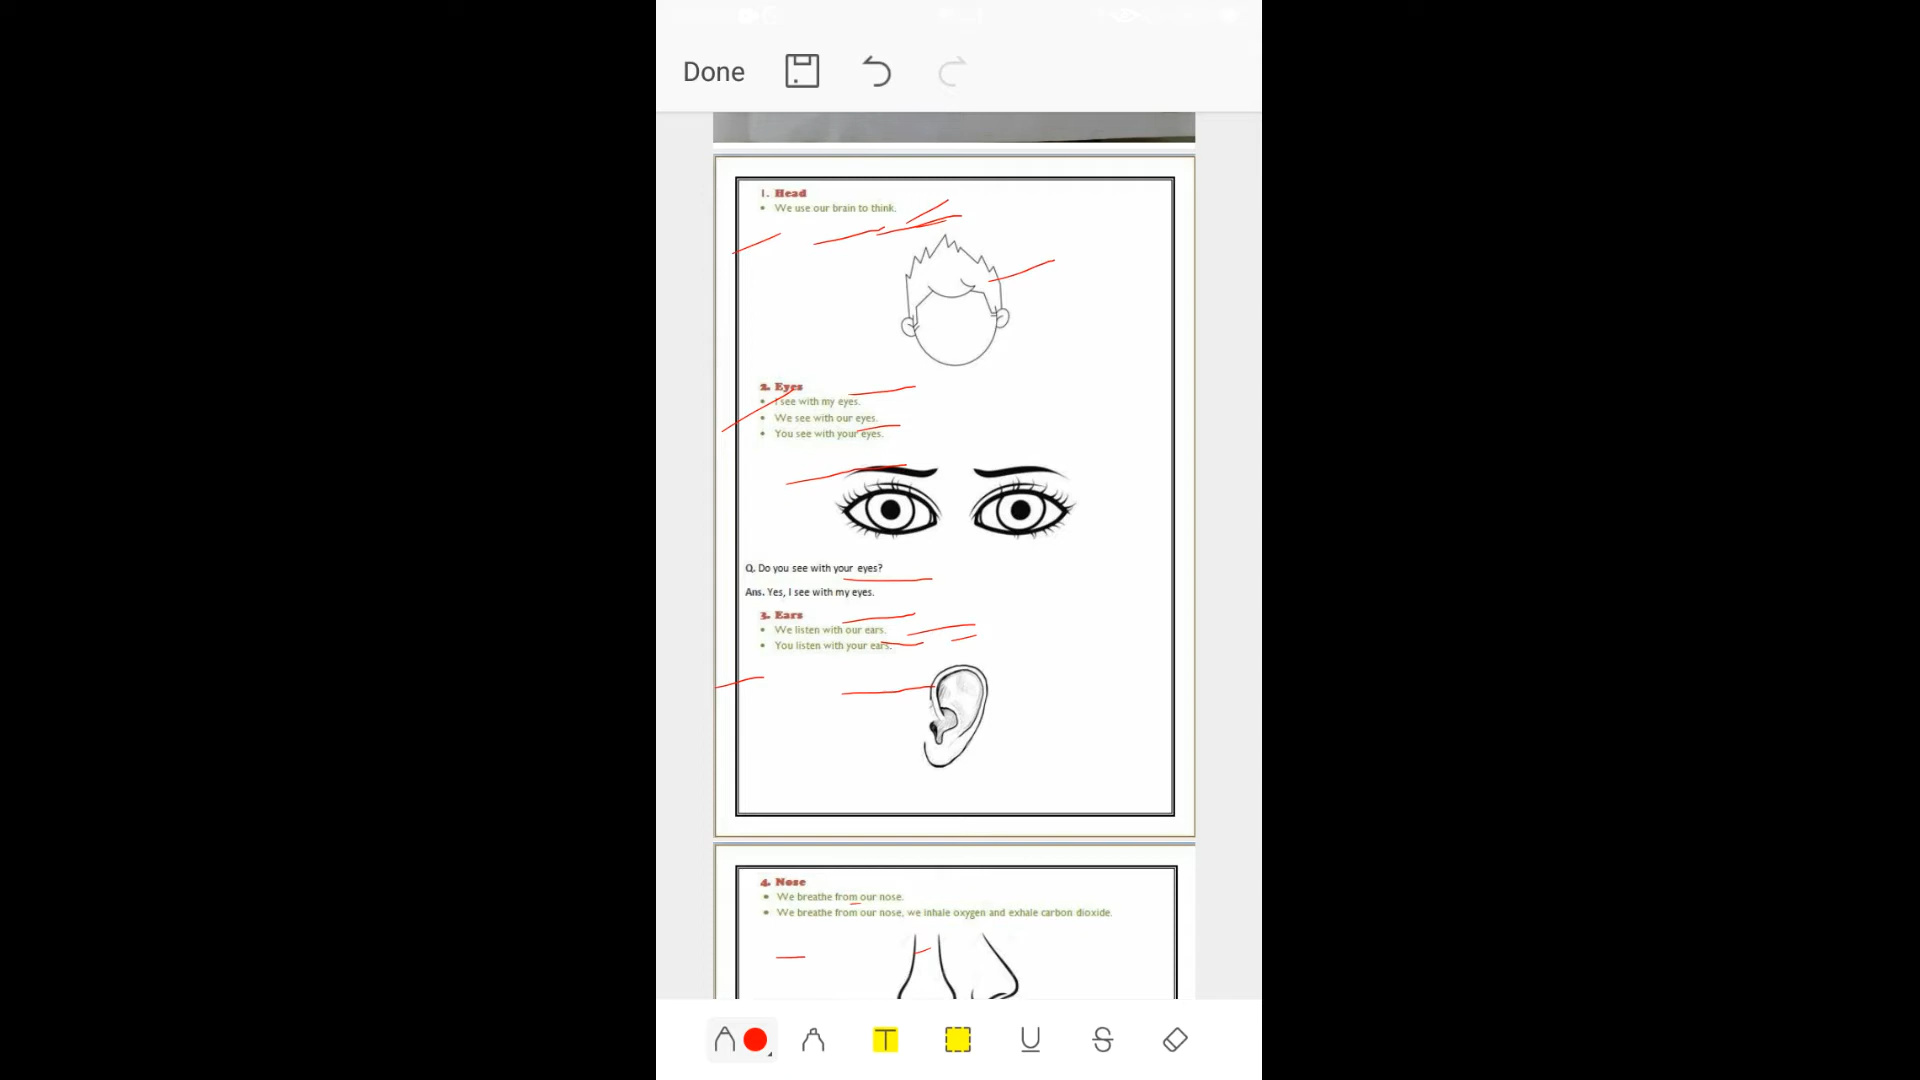 Done
1. Head
• We use our brain to think.
2. Eyes
• I see with my eyes.
• We see with our eyes.
• You see with your eyes.
Q. Do you see with your eyes?
Ans. Yes, I see with my eyes.
3. Ears
• We listen with our ears.
• You listen with your ears.
4. Nose
• We breathe from our nose.
• We breathe from our nose, we inhale oxygen and exhale carbon dioxide.
T U S